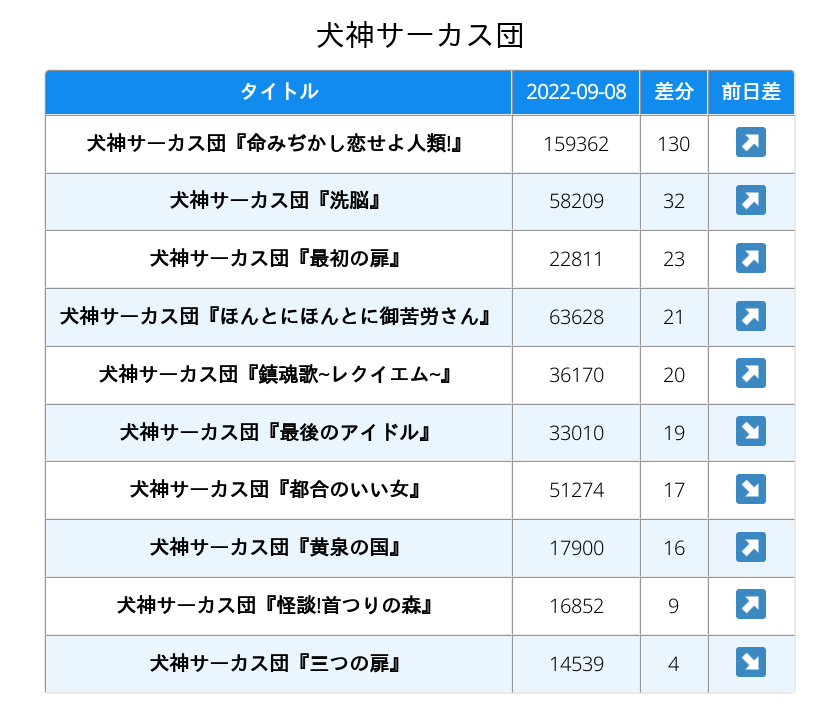 犬神サーカス団
タイトル 2022-09-08 差分 前日差
犬神サーカス団『命みぢかし恋せよ人類!』 159362 130 ↗
犬神サーカス団『洗脳』 58209 32 ↗
犬神サーカス団『最初の扉』 22811 23 ↗
犬神サーカス団『ほんとにほんとに御苦労さん』 63628 21 ↗
犬神サーカス団『鎮魂歌~レクイエム~』 36170 20 ↗
犬神サーカス団『最後のアイドル』 33010 19 ↘
犬神サーカス団『都合のいい女』 51274 17 ↘
犬神サーカス団『黄泉の国』 17900 16 ↗
犬神サーカス団『怪談!首つりの森』 16852 9 ↗
犬神サーカス団『三つの扉』 14539 4 ↘